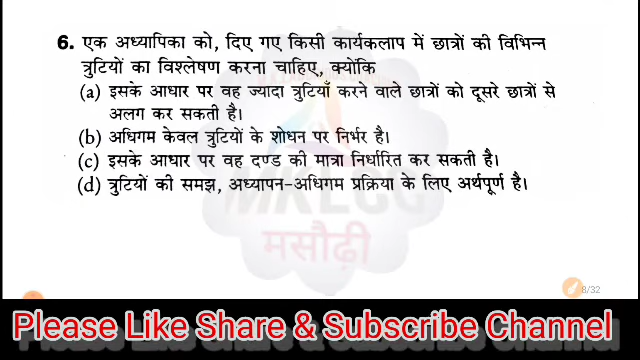 6. एक अध्यापिका को, दिए गए किसी कार्यकलाप में छात्रों की विभिन्न
त्रुटियों का विश्लेषण करना चाहिए, क्योंकि
(a) इसके आधार पर वह ज्यादा त्रुटियाँ करने वाले छात्रों को दूसरे छात्रों से
अलग कर सकती है।
(b) अधिगम केवल त्रुटियों के शोधन पर निर्भर है।
(c) इसके आधार पर वह दण्ड की मात्रा निर्धारित कर सकती है।
(d) त्रुटियों की समझ, अध्यापन-अधिगम प्रक्रिया के लिए अर्थपूर्ण है।
MKLCG
मसौढ़ी
8/32
Please Like Share & Subscribe Channel